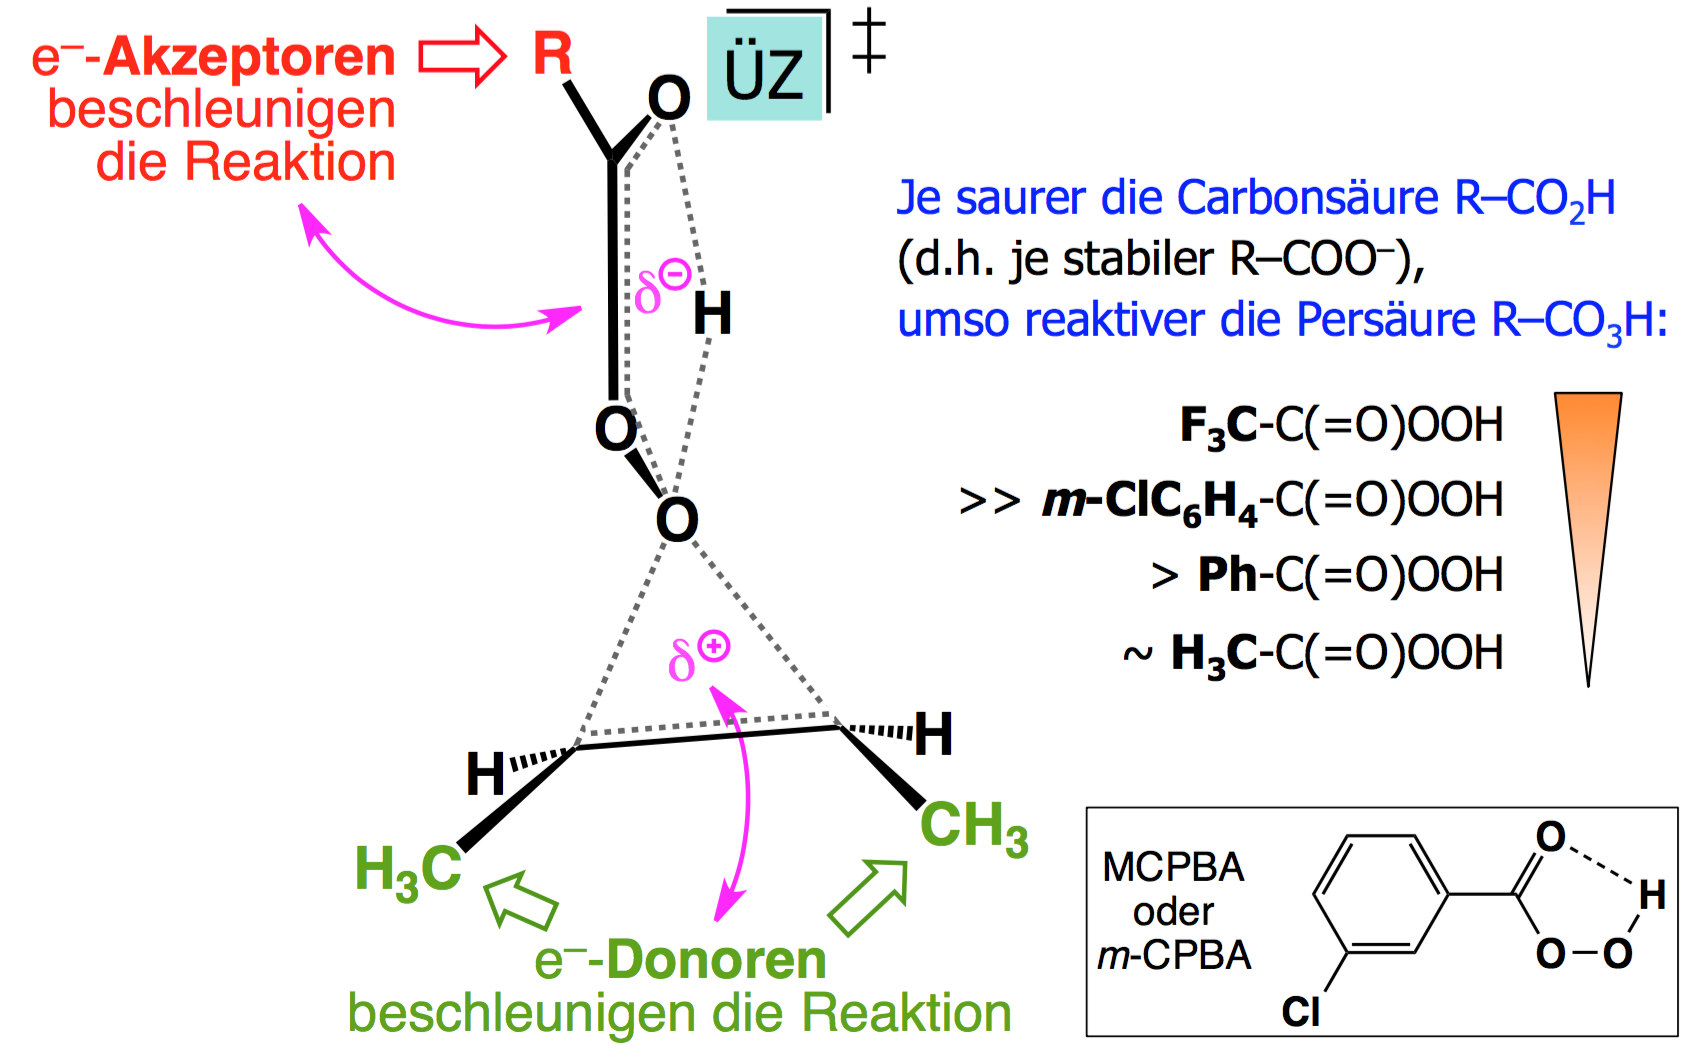 e⁻-Akzeptoren
beschleunigen
die Reaktion
R
O
ÜZ
‡
δ⊖
H
O
O
δ⊕
H
H
H₃C
CH₃
e⁻-Donoren
beschleunigen die Reaktion
Je saurer die Carbonsäure R–CO₂H
(d.h. je stabiler R–COO⁻),
umso reaktiver die Persäure R–CO₃H:
F₃C-C(=O)OOH
>> m-ClC₆H₄-C(=O)OOH
> Ph-C(=O)OOH
~ H₃C-C(=O)OOH
MCPBA
oder
m-CPBA
O
H
O–O
Cl